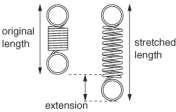 original
length
stretched
length
extension